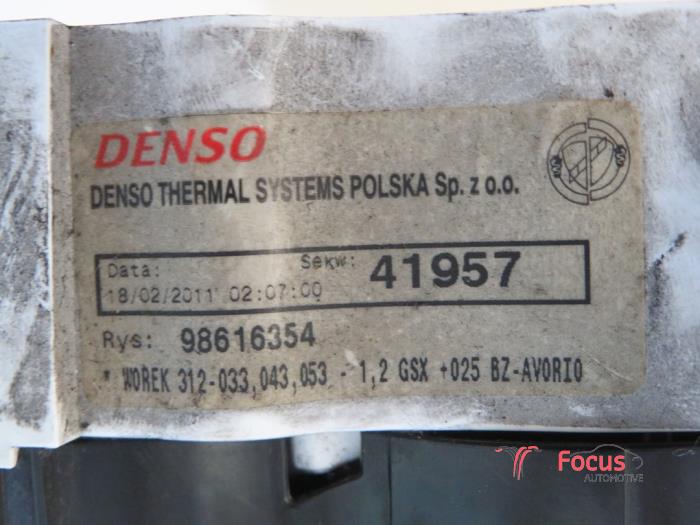 DENSO
DENSO THERMAL SYSTEMS POLSKA Sp. z o.o.
Data: Sekw: 41957
18/02/2011 02:07:00
Rys: 98616354
* WOREK 312-033,043,053 - 1,2 GSX +025 BZ-AVORIO
Focus
AUTOMOTIVE